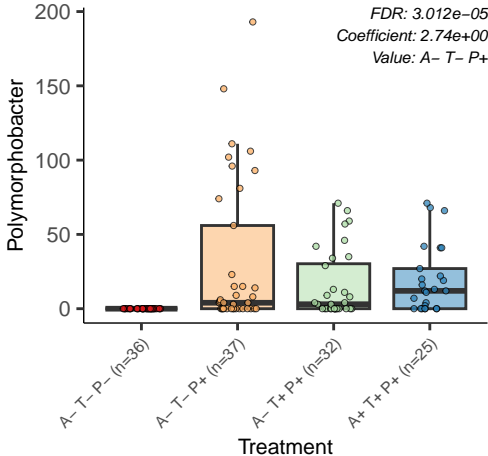 FDR: 3.012e−05
Coefficient: 2.74e+00
Value: A− T− P+
Polymorphobacter
200
150
100
50
0
A− T− P− (n=36)
A− T− P+ (n=37)
A− T+ P+ (n=32)
A+ T+ P+ (n=25)
Treatment